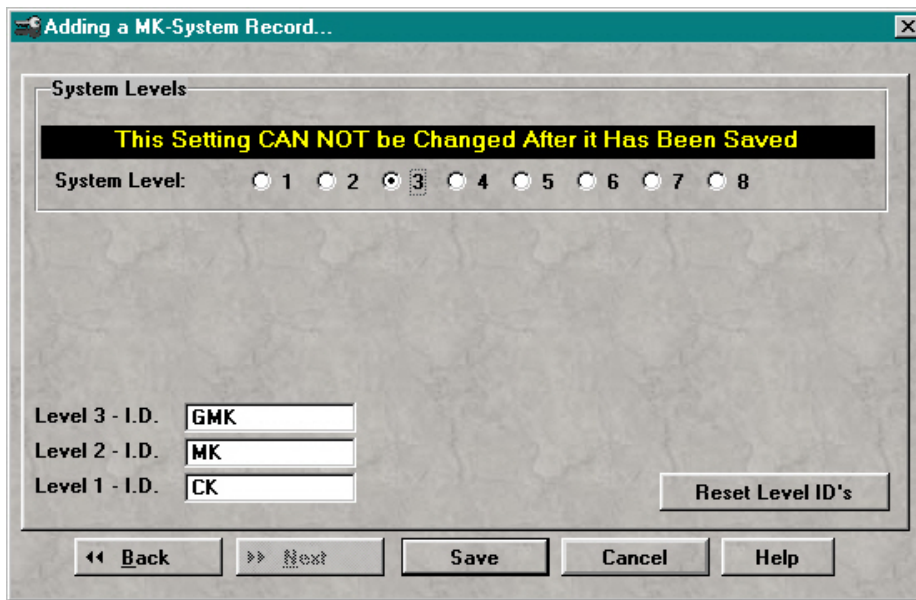 Adding a MK-System Record...
System Levels
This Setting CAN NOT be Changed After it Has Been Saved
System Level: 1 2 3 4 5 6 7 8
Level 3 - I.D. GMK
Level 2 - I.D. MK
Level 1 - I.D. CK
Reset Level ID's
Back Next Save Cancel Help